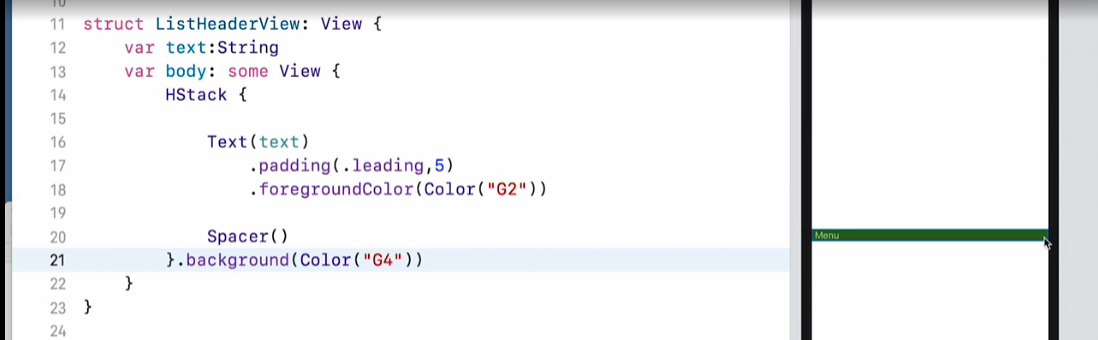 10
11 struct ListHeaderView: View {
12     var text:String
13     var body: some View {
14         HStack {
15
16             Text(text)
17                 .padding(.leading,5)
18                 .foregroundColor(Color("G2"))
19
20             Spacer()
21         }.background(Color("G4"))
22     }
23 }
24
Menu